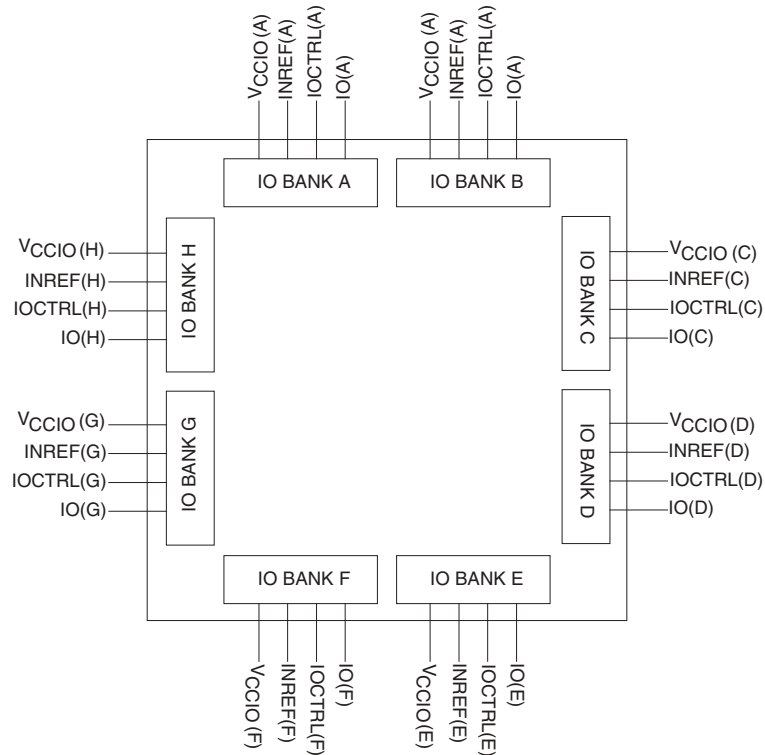 VCCIO(A)
INREF(A)
IOCTRL(A)
IO(A)
VCCIO(A)
INREF(A)
IOCTRL(A)
IO(A)
IO BANK A
IO BANK B
VCCIO(H)
INREF(H)
IOCTRL(H)
IO(H)
IO BANK H
IO BANK C
VCCIO(C)
INREF(C)
IOCTRL(C)
IO(C)
VCCIO(G)
INREF(G)
IOCTRL(G)
IO(G)
IO BANK G
IO BANK D
VCCIO(D)
INREF(D)
IOCTRL(D)
IO(D)
IO BANK F
IO BANK E
VCCIO(F)
INREF(F)
IOCTRL(F)
IO(F)
VCCIO(E)
INREF(E)
IOCTRL(E)
IO(E)